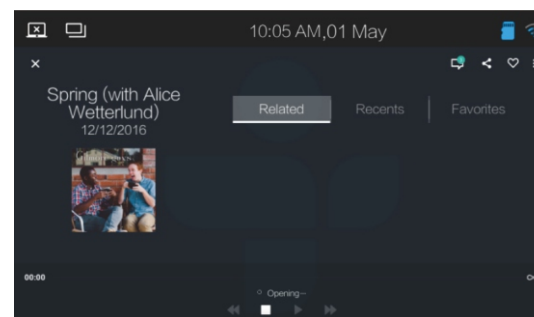 10:05 AM,01 May
Spring (with Alice
Wetterlund)
12/12/2016
Related
Recents
Favorites
00:00
Opening